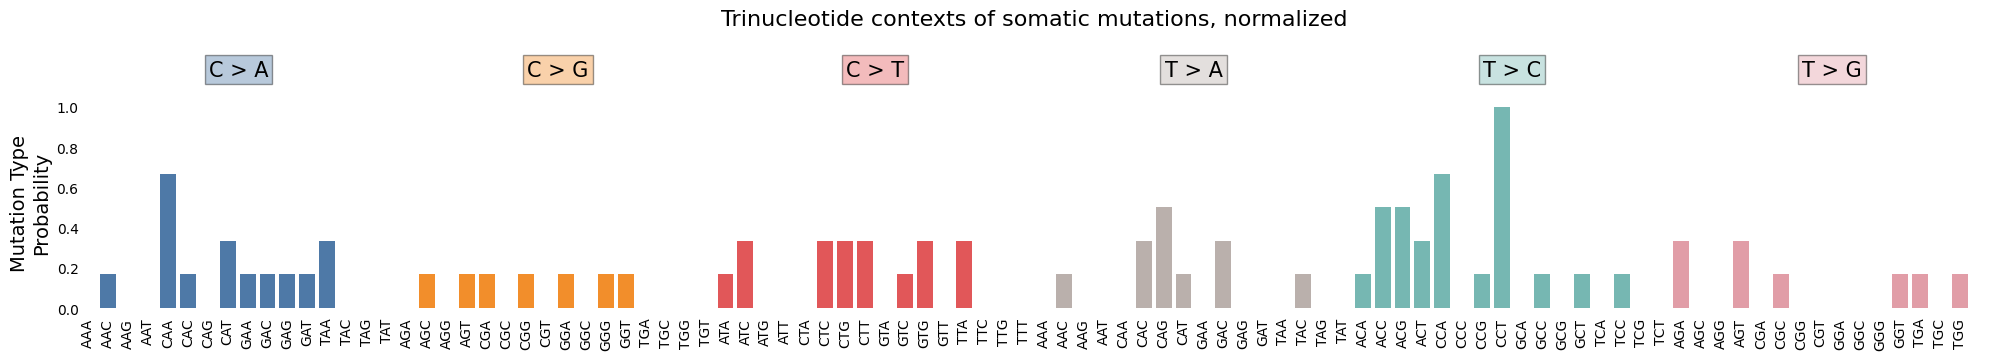 Trinucleotide contexts of somatic mutations, normalized
C > A
C > G
C > T
T > A
T > C
T > G
Mutation Type
Probability
1.0
0.8
0.6
0.4
0.2
0.0
AAA
AAC
AAG
AAT
CAA
CAC
CAG
CAT
GAA
GAC
GAG
GAT
TAA
TAC
TAG
TAT
AGA
AGC
AGG
AGT
CGA
CGC
CGG
CGT
GGA
GGC
GGG
GGT
TGA
TGC
TGG
TGT
ATA
ATC
ATG
ATT
CTA
CTC
CTG
CTT
GTA
GTC
GTG
GTT
TTA
TTC
TTG
TTT
AAA
AAC
AAG
AAT
CAA
CAC
CAG
CAT
GAA
GAC
GAG
GAT
TAA
TAC
TAG
TAT
ACA
ACC
ACG
ACT
CCA
CCC
CCG
CCT
GCA
GCC
GCG
GCT
TCA
TCC
TCG
TCT
AGA
AGC
AGG
AGT
CGA
CGC
CGG
CGT
GGA
GGC
GGG
GGT
TGA
TGC
TGG